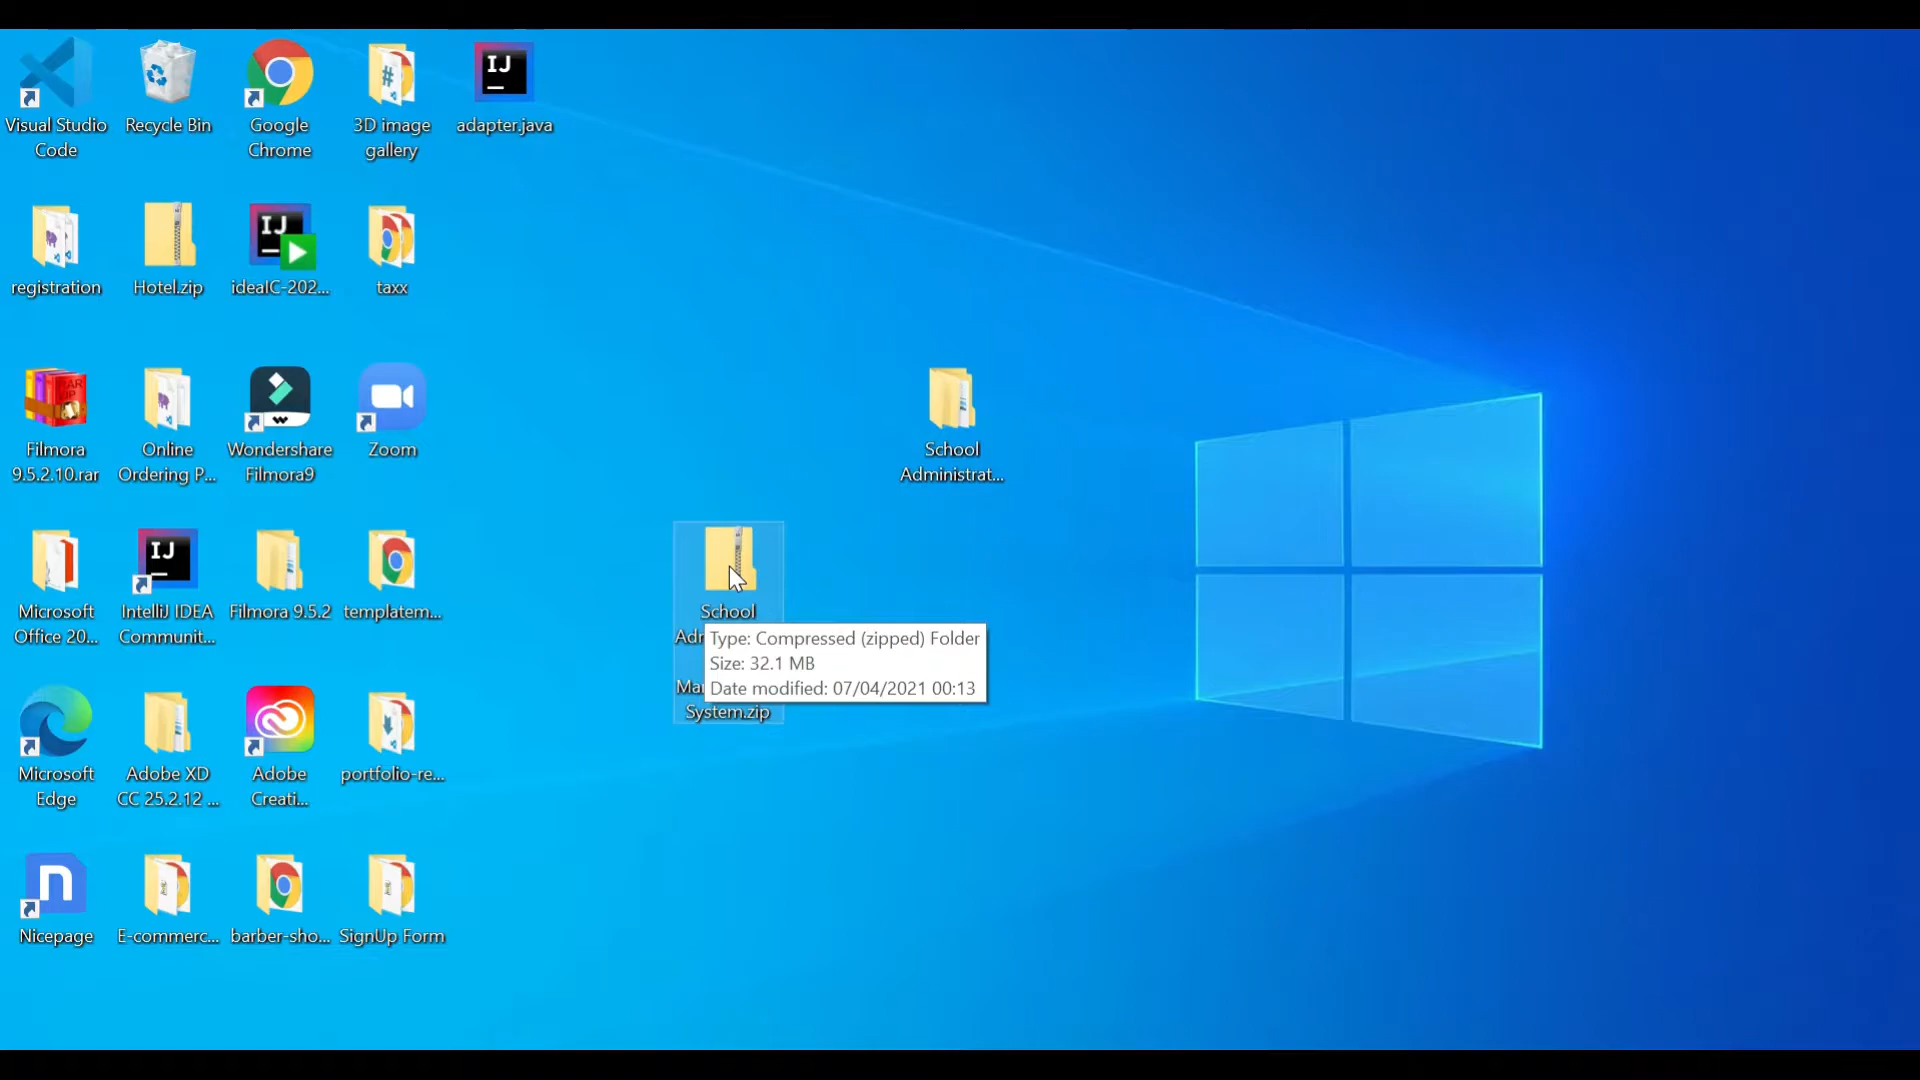 Visual Studio
Code
Recycle Bin
Google
Chrome
3D image
gallery
adapter.java
registration
Hotel.zip
ideaIC-202...
taxx
Filmora
9.5.2.10.rar
Online
Ordering P...
Wondershare
Filmora9
Zoom
School
Administrat...
Microsoft
Office 20...
IntelliJ IDEA
Communit...
Filmora 9.5.2
templatem...
School
Adm
Type: Compressed (zipped) Folder
Size: 32.1 MB
Date modified: 07/04/2021 00:13
System.zip
Microsoft
Edge
Adobe XD
CC 25.2.12 ...
Adobe
Creati...
portfolio-re...
Nicepage
E-commerc...
barber-sho...
SignUp Form